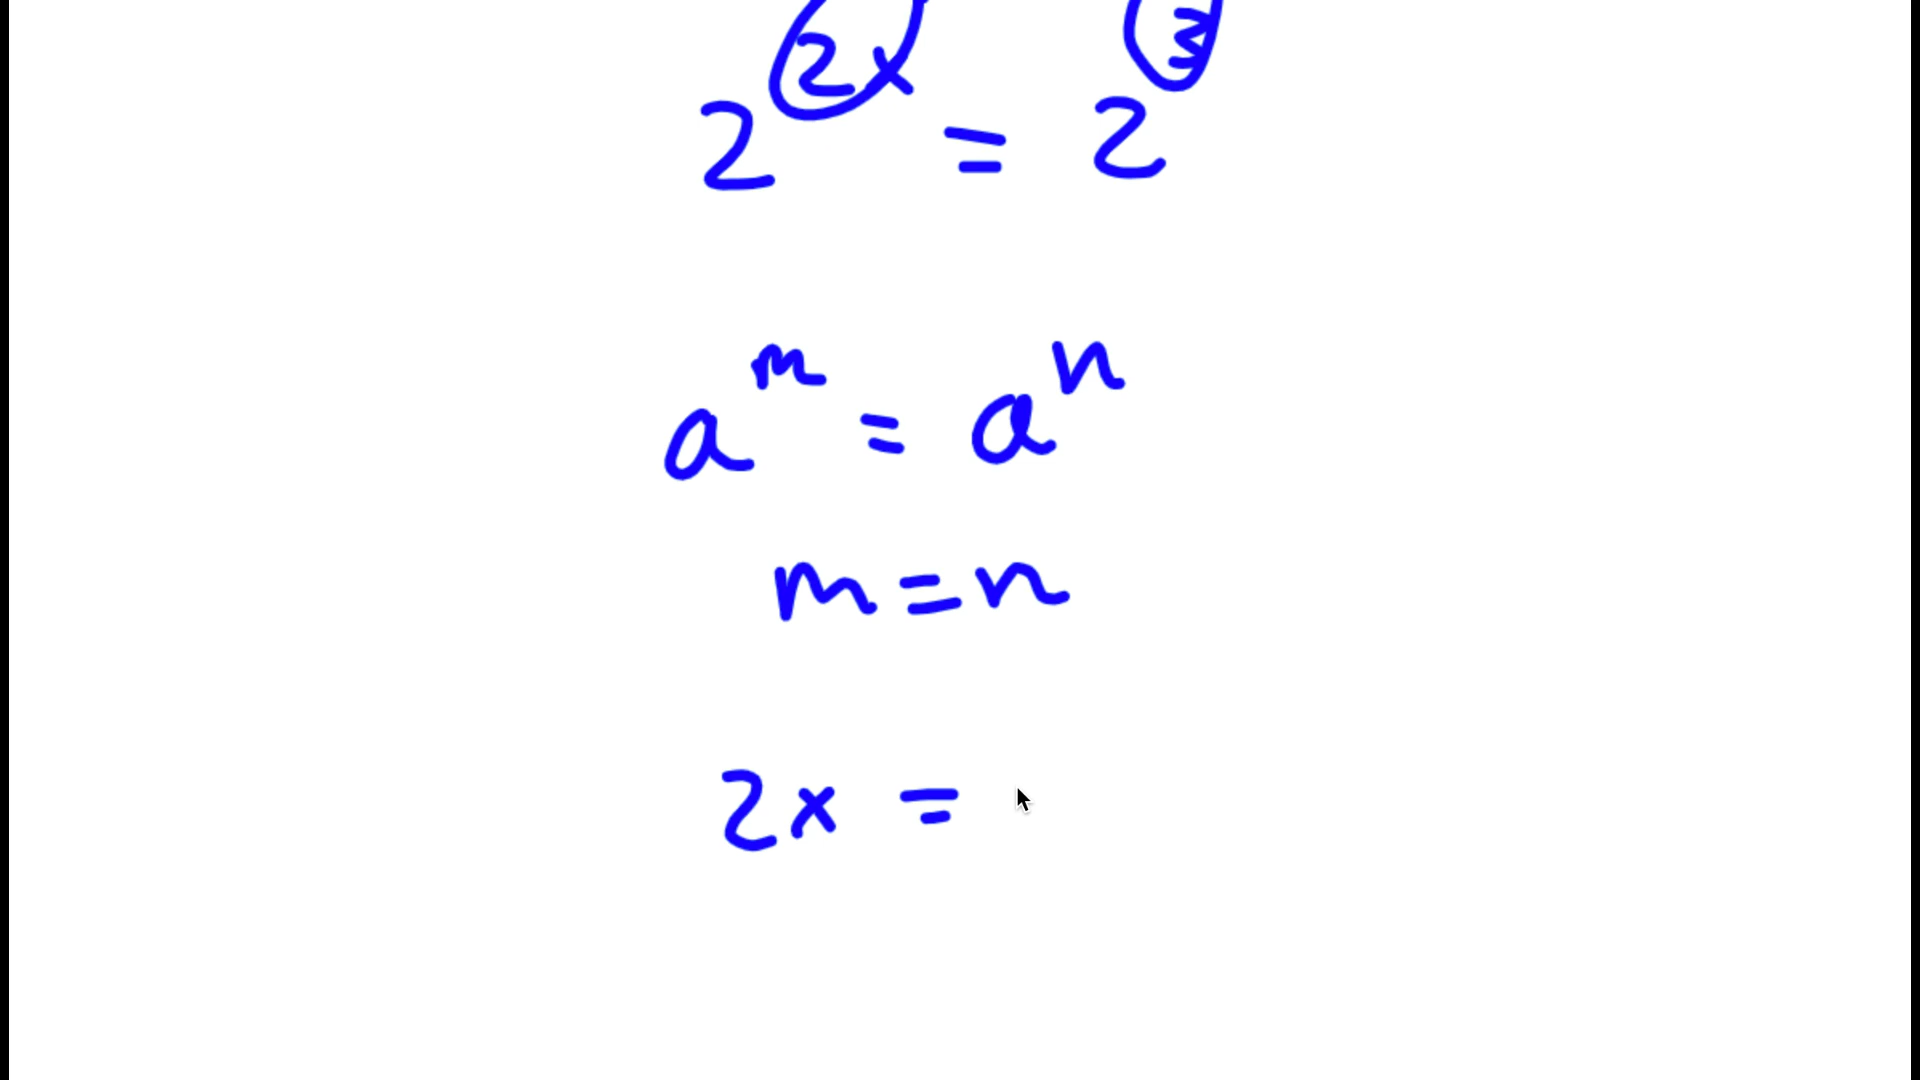 2^{2x} = 2^3
a^m = a^n
m = n
2x =